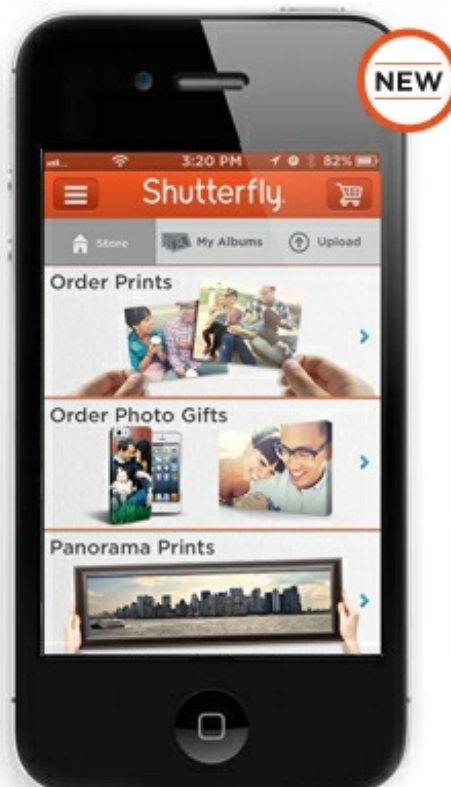 NEW
3:20 PM 82%
Shutterfly
Store My Albums Upload
Order Prints
Order Photo Gifts
Panorama Prints